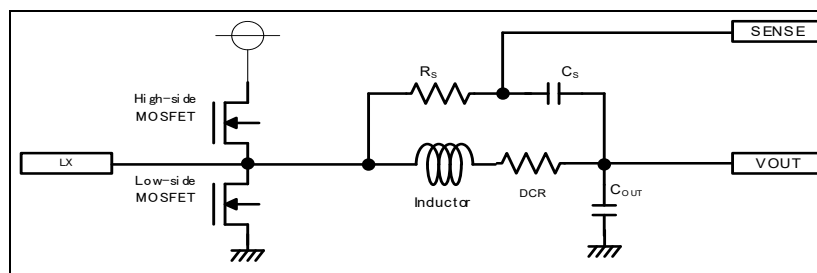 SENSE
RS
CS
High-side
MOSFET
LX
VOUT
Low-side
MOSFET
Inductor
DCR
COUT